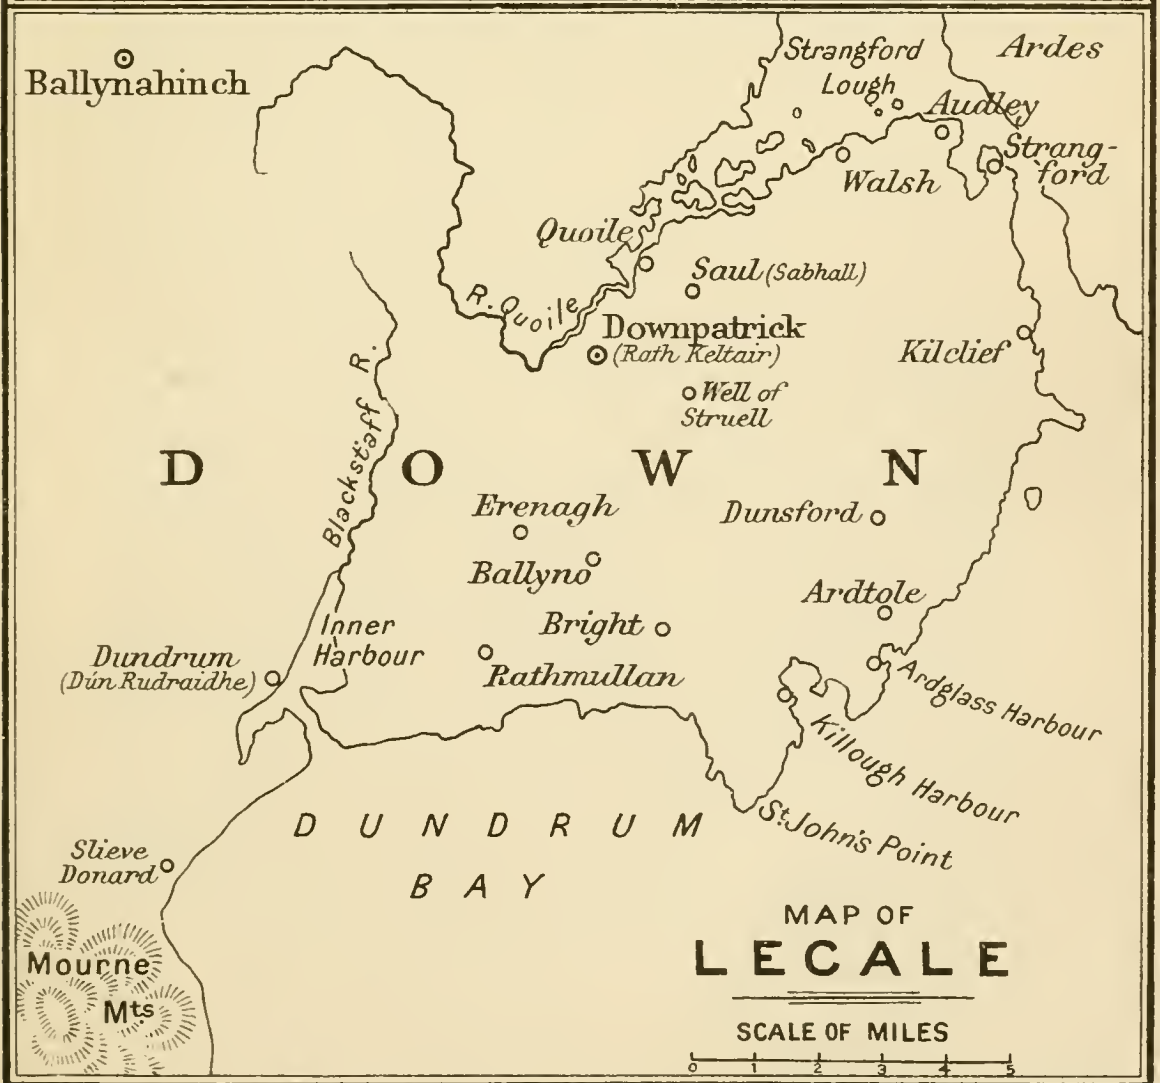 Ballynahinch
Strangford
Lough
Ardes
Audley
Strang-
ford
Walsh
Quoile
R. Quoile
Saul (Sabhall)
Downpatrick
(Rath Keltair)
Kilclief
Well of
Struell
Blackstaff R.
D O W N
Erenagh
Dunsford
Ballyno
Ardtole
Bright
Inner
Harbour
Dundrum
(Dún Rudraidhe)
Rathmullan
Ardglass Harbour
Killough Harbour
St. John's Point
DUNDRUM
BAY
Slieve
Donard
Mourne
Mts
MAP OF
LECALE
SCALE OF MILES
0 1 2 3 4 5